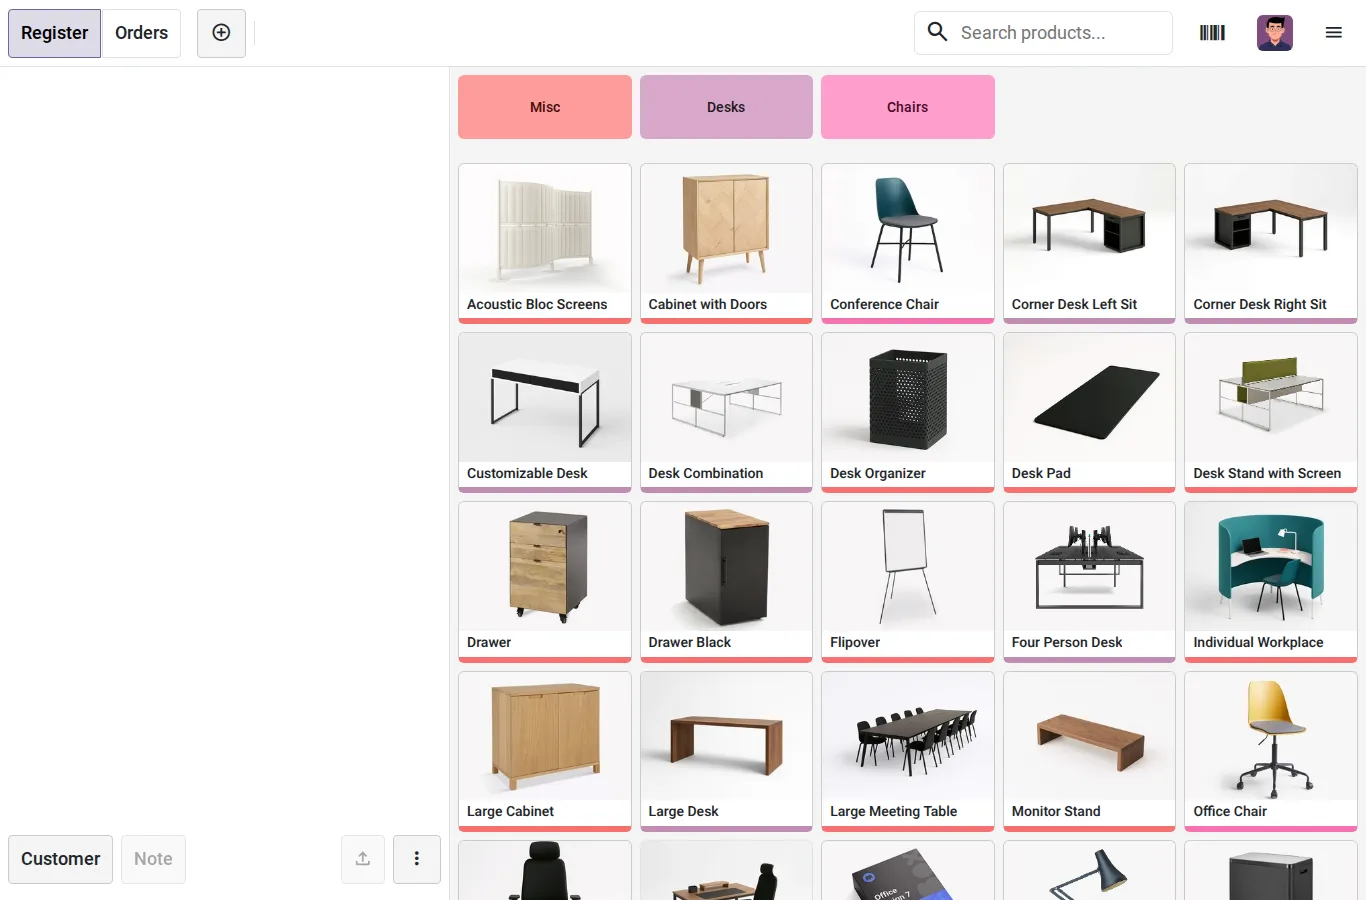 Register
Orders
Search products...
Misc
Desks
Chairs
Acoustic Bloc Screens
Cabinet with Doors
Conference Chair
Corner Desk Left Sit
Corner Desk Right Sit
Customizable Desk
Desk Combination
Desk Organizer
Desk Pad
Desk Stand with Screen
Drawer
Drawer Black
Flipover
Four Person Desk
Individual Workplace
Large Cabinet
Large Desk
Large Meeting Table
Monitor Stand
Office Chair
Customer
Note
Office